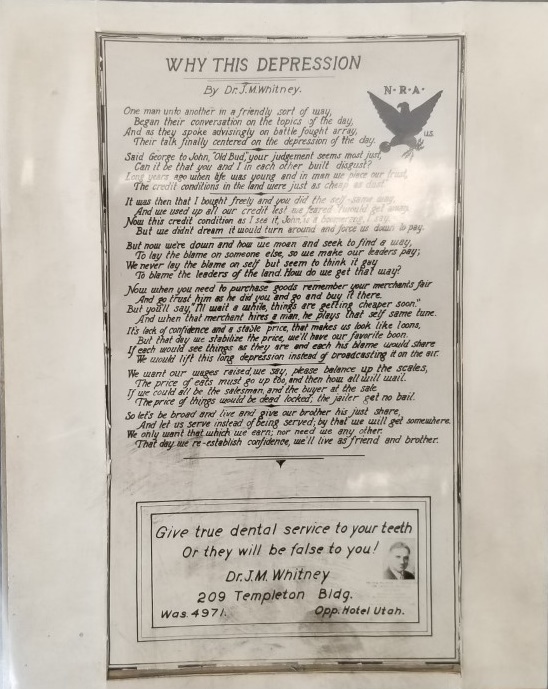 WHY THIS DEPRESSION
By Dr. J.M. Whitney.
N·R·A·
U.S.
One man unto another in a friendly sort of way,
Began their conversation on the topics of the day,
And as they spoke advisingly on battle fought array,
Their talk finally centered on the depression of the day.
Said George to John, "Old Bud," your judgement seems most just,
Can it be that you and I in each other built disgust?
Long years ago when life was young and in man we place our trust,
The credit conditions in the land were just as cheap as dust.
It was then that I bought freely and you did the self-same way,
And we used up all our credit lest we feared would get away.
Now this credit condition as I see it, John, is a boomerang, I say,
But we didn't dream it would turn around and force us down to pay.
But now we're down and how we moan and seek to find a way,
To lay the blame on someone else, so we make our leaders pay;
We never lay the blame on self but seem to think it gay
To blame the leaders of the land. How do we get that way?
Now when you need to purchase goods remember your merchants fair
And go trust him as he did you and go and buy it there.
But you'll say, "I'll wait a while, things are getting cheaper soon."
And when that merchant hires a man, he plays that self same tune.
It's lack of confidence and a stable price, that makes us look like loons,
But that day we stabilize the price, we'll have our favorite boon.
If each would see things as they are and each his blame would share
We would lift this long depression instead of broadcasting it on the air.
We want our wages raised, we say, please balance up the scales,
The price of eats must go up too, and then how all will wail.
If we could all be the salesman, and the buyer at the sale
The price of things would be dead locked, the jailer get no bail.
So let's be broad and live and give our brother his just share,
And let us serve instead of being served; by that we will get somewhere.
We only want that which we earn; nor need we any other.
That day we re-establish confidence, we'll live as friend and brother.
Give true dental service to your teeth
Or they will be false to you!
Dr. J.M. Whitney
209 Templeton Bldg.
Was. 4971. Opp. Hotel Utah.